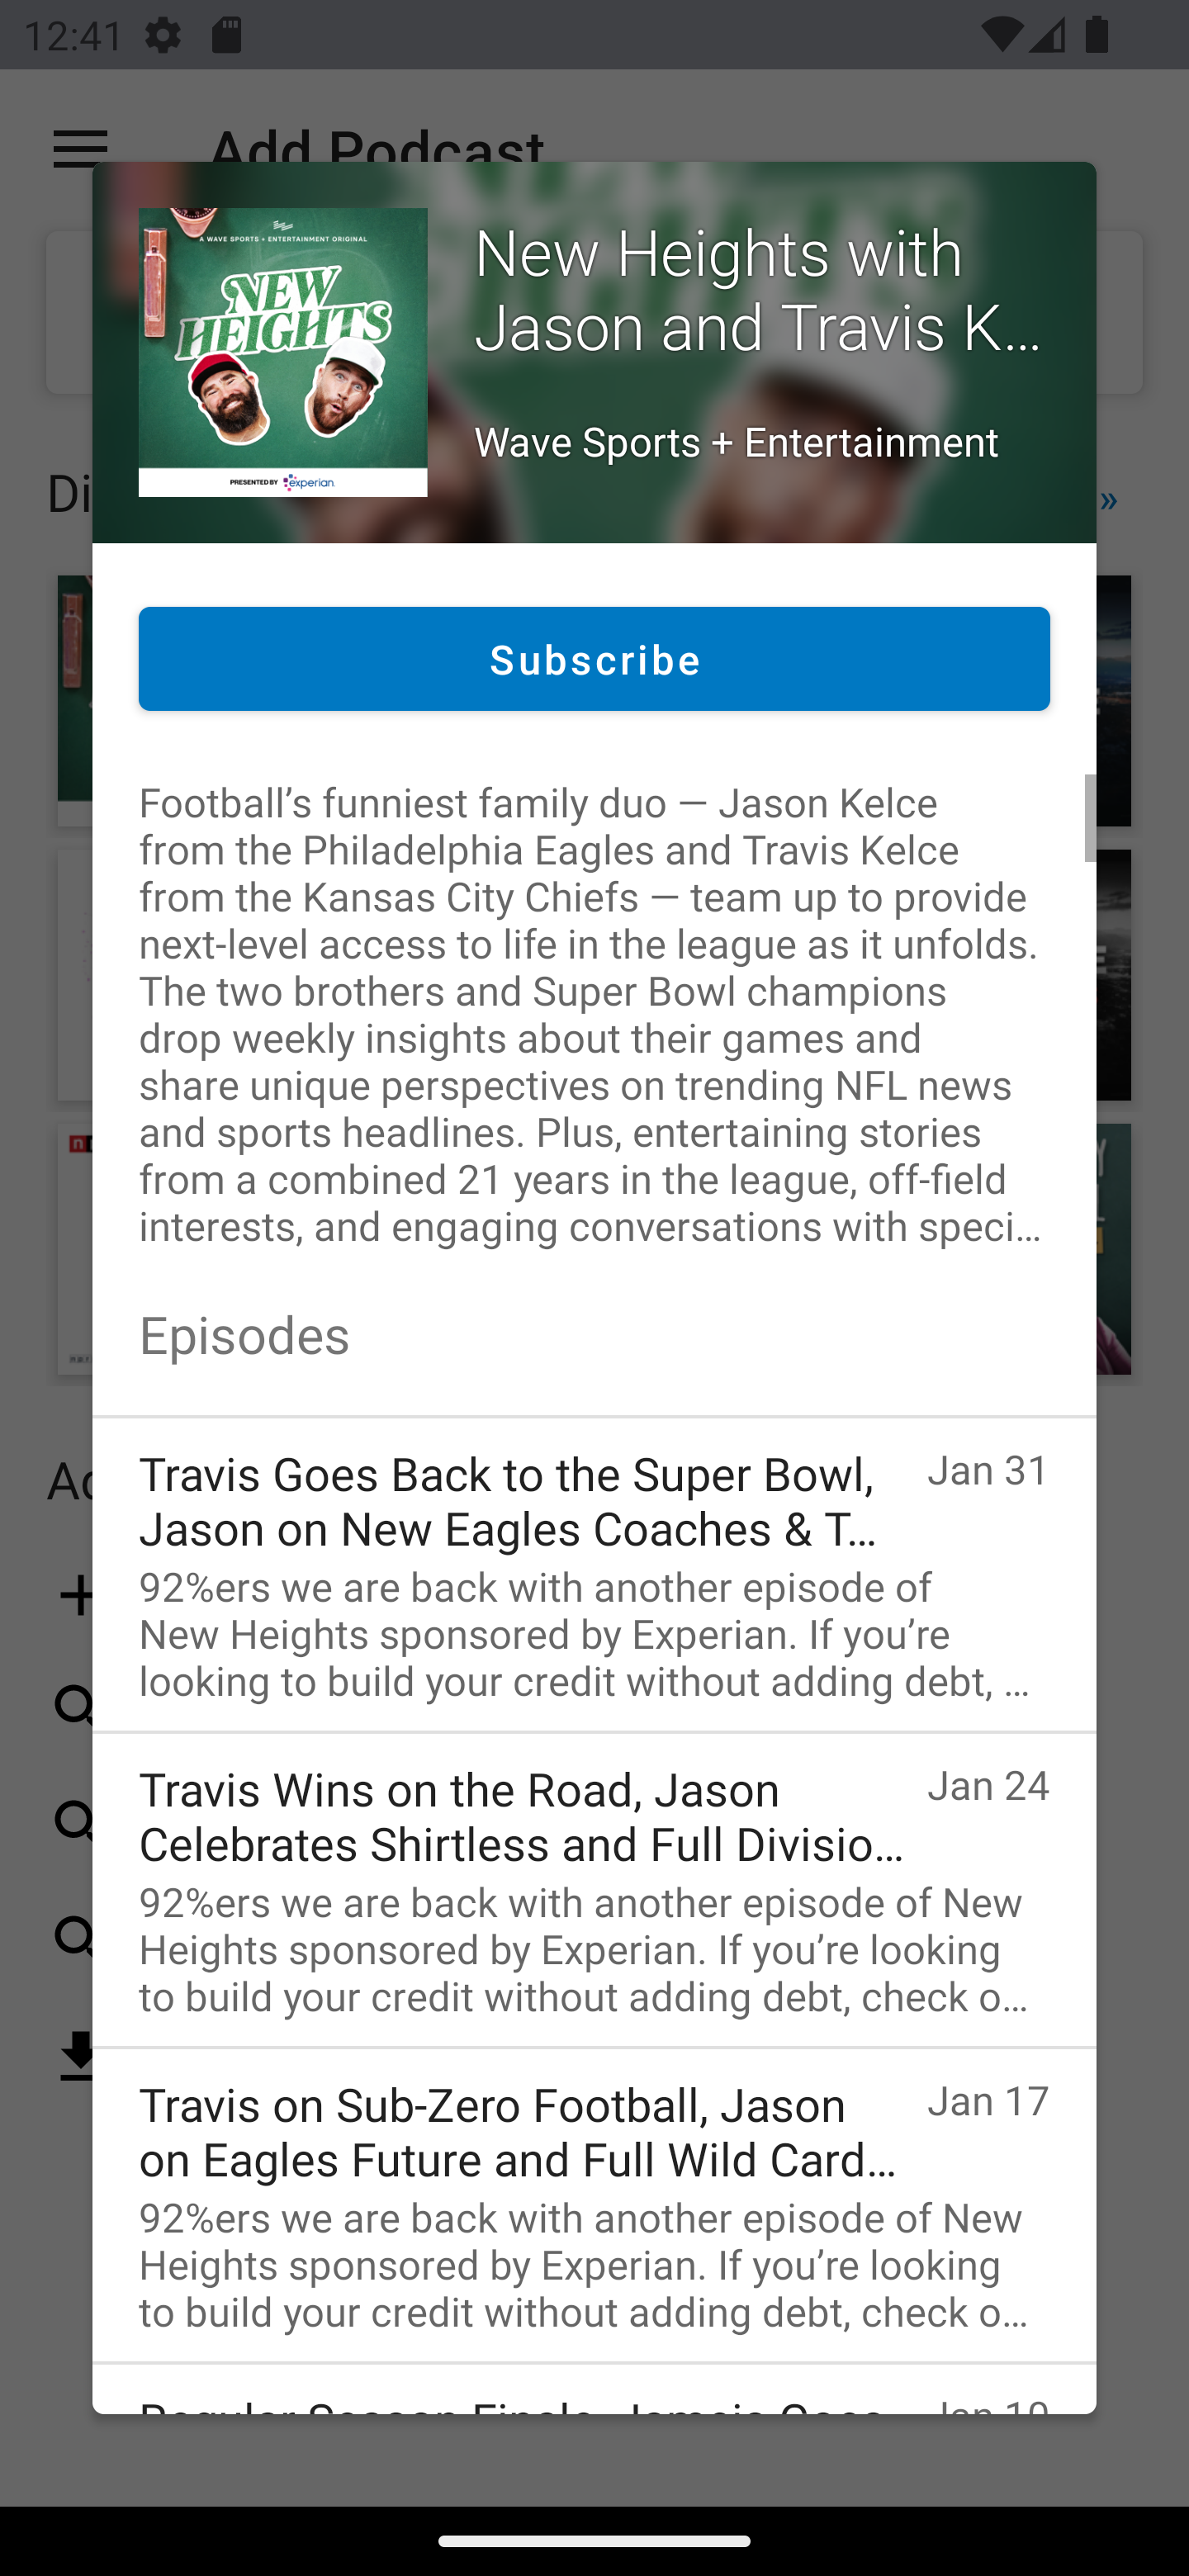 12:41
Add Podcast
A WAVE SPORTS + ENTERTAINMENT ORIGINAL
NEW
HEIGHTS
PRESENTED BY experian.
New Heights with
Jason and Travis K…
Wave Sports + Entertainment
Di
»
Subscribe
Football’s funniest family duo — Jason Kelce
from the Philadelphia Eagles and Travis Kelce
from the Kansas City Chiefs — team up to provide
next-level access to life in the league as it unfolds.
The two brothers and Super Bowl champions
drop weekly insights about their games and
share unique perspectives on trending NFL news
and sports headlines. Plus, entertaining stories
from a combined 21 years in the league, off-field
interests, and engaging conversations with speci…
Episodes
Travis Goes Back to the Super Bowl,
Jason on New Eagles Coaches & T…
Jan 31
92%ers we are back with another episode of
New Heights sponsored by Experian. If you’re
looking to build your credit without adding debt, …
Travis Wins on the Road, Jason
Celebrates Shirtless and Full Divisio…
Jan 24
92%ers we are back with another episode of New
Heights sponsored by Experian. If you’re looking
to build your credit without adding debt, check o…
Travis on Sub-Zero Football, Jason
on Eagles Future and Full Wild Card…
Jan 17
92%ers we are back with another episode of New
Heights sponsored by Experian. If you’re looking
to build your credit without adding debt, check o…
Regular Season Finale, Jameis Goes
Jan 10